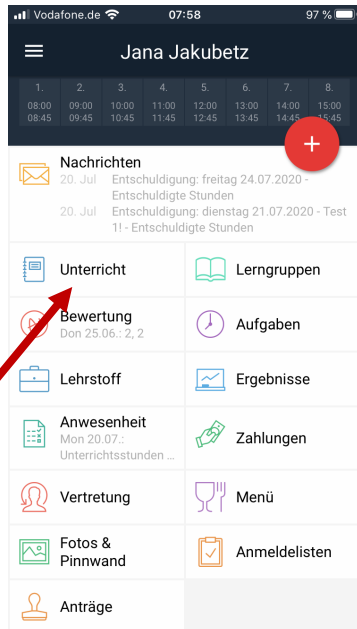 Vodafone.de 07:58 97 %
Jana Jakubetz
1. 2. 3. 4. 5. 6. 7. 8.
08:00 09:00 10:00 11:00 12:00 13:00 14:00 15:00
08:45 09:45 10:45 11:45 12:45 13:45 14:45 15:45
+
Nachrichten
20. Jul Entschuldigung: freitag 24.07.2020 -
Entschuldigte Stunden
20. Jul Entschuldigung: dienstag 21.07.2020 - Test
1! - Entschuldigte Stunden
Unterricht Lerngruppen
Bewertung Aufgaben
Don 25.06.: 2, 2
Lehrstoff Ergebnisse
Anwesenheit Zahlungen
Mon 20.07.:
Unterrichtsstunden ...
Vertretung Menü
Fotos & Anmeldelisten
Pinnwand
Anträge